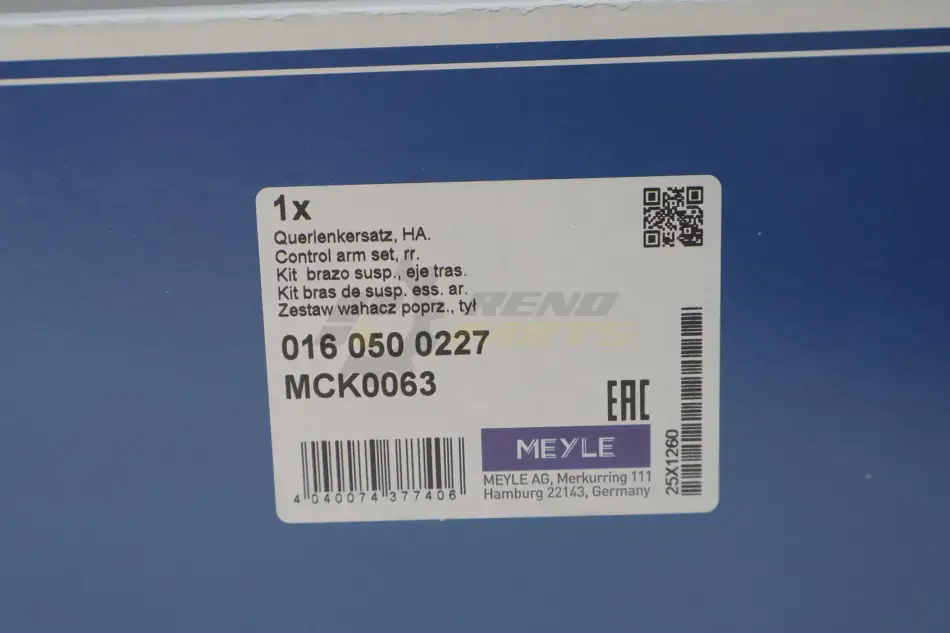 1x
Querlenkersatz, HA.
Control arm set, rr.
Kit brazo susp., eje tras.
Kit bras de susp. ess. ar.
Zestaw wahacz poprz., tył
RENO
PARTS
016 050 0227
MCK0063
EAC
MEYLE
MEYLE AG, Merkurring 111
Hamburg 22143, Germany
4 040074 377406
25X1260